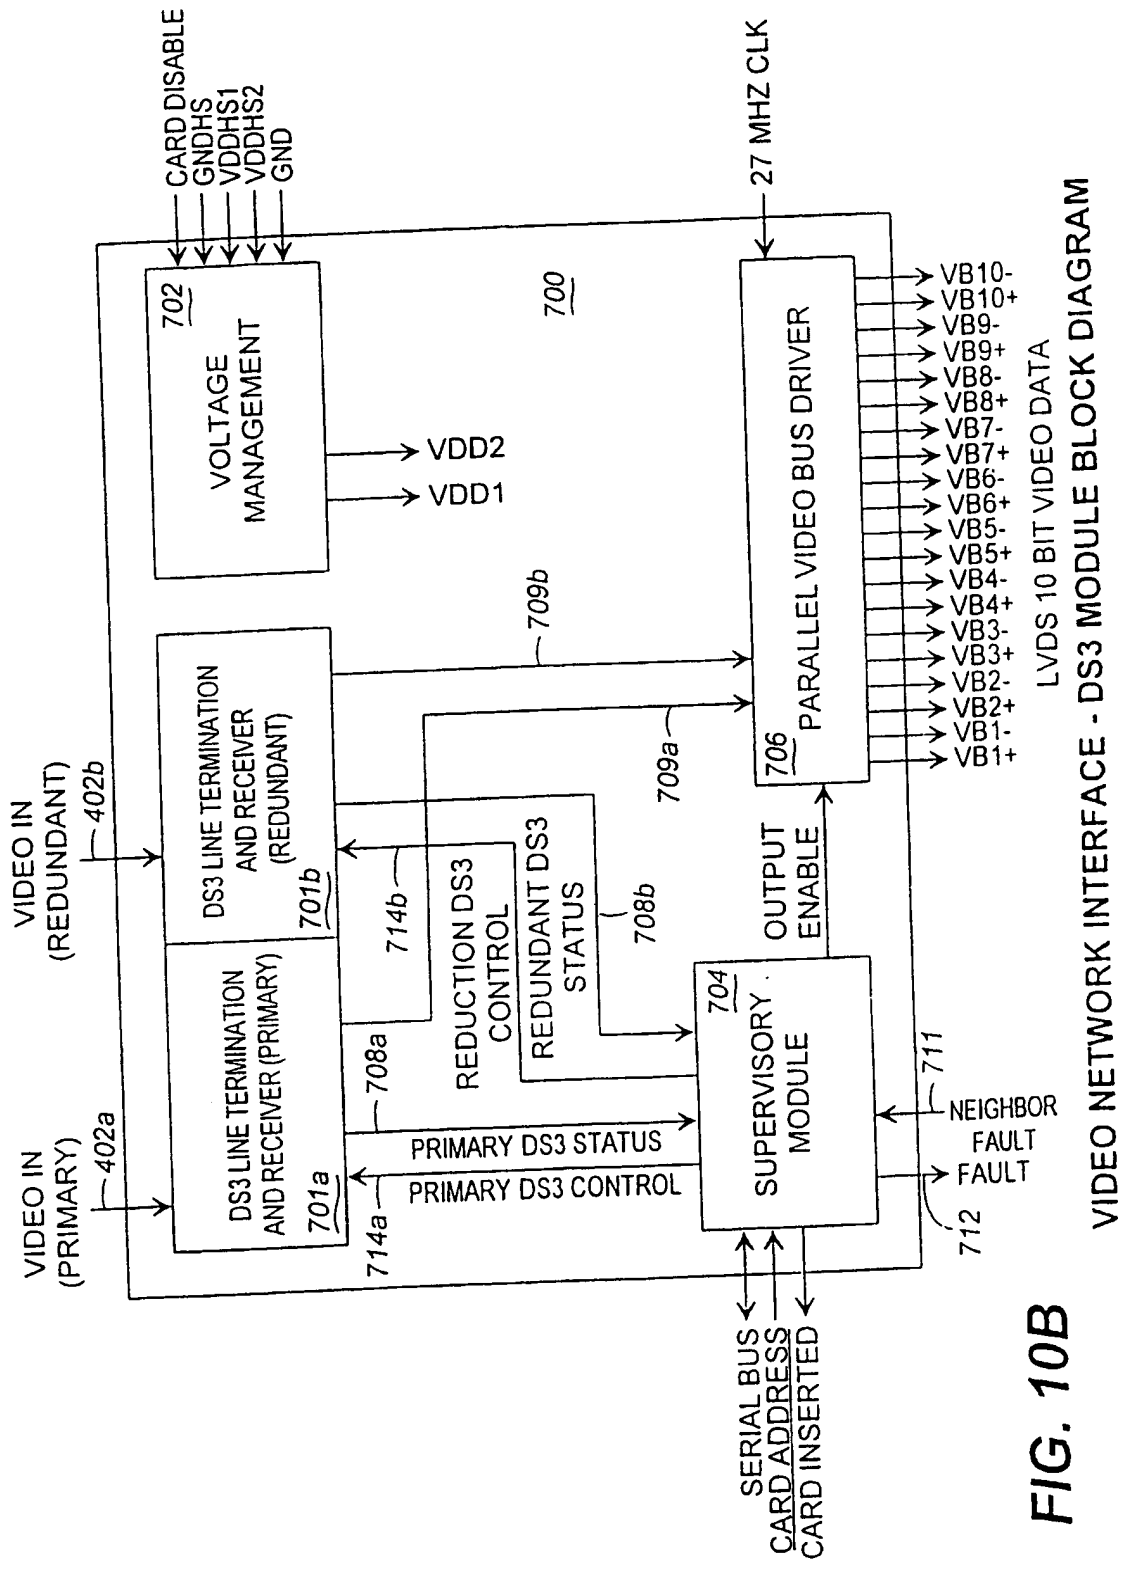 VIDEO IN
(PRIMARY)
402a
VIDEO IN
(REDUNDANT)
402b
CARD DISABLE
GNDHS
VDDHS1
VDDHS2
GND
DS3 LINE TERMINATION
AND RECEIVER (PRIMARY)
701a
DS3 LINE TERMINATION
AND RECEIVER
(REDUNDANT)
701b
702
VOLTAGE
MANAGEMENT
VDD1
VDD2
700
714a
708a
PRIMARY DS3 STATUS
PRIMARY DS3 CONTROL
714b
REDUCTION DS3
CONTROL
REDUNDANT DS3
STATUS
708b
709a
709b
27 MHZ CLK
SERIAL BUS
CARD ADDRESS
CARD INSERTED
704
SUPERVISORY
MODULE
OUTPUT
ENABLE
706
PARALLEL VIDEO BUS DRIVER
712
FAULT
711
NEIGHBOR
FAULT
VB1+
VB1-
VB2+
VB2-
VB3+
VB3-
VB4+
VB4-
VB5+
VB5-
VB6+
VB6-
VB7+
VB7-
VB8+
VB8-
VB9+
VB9-
VB10+
VB10-
LVDS 10 BIT VIDEO DATA
FIG. 10B
VIDEO NETWORK INTERFACE - DS3 MODULE BLOCK DIAGRAM